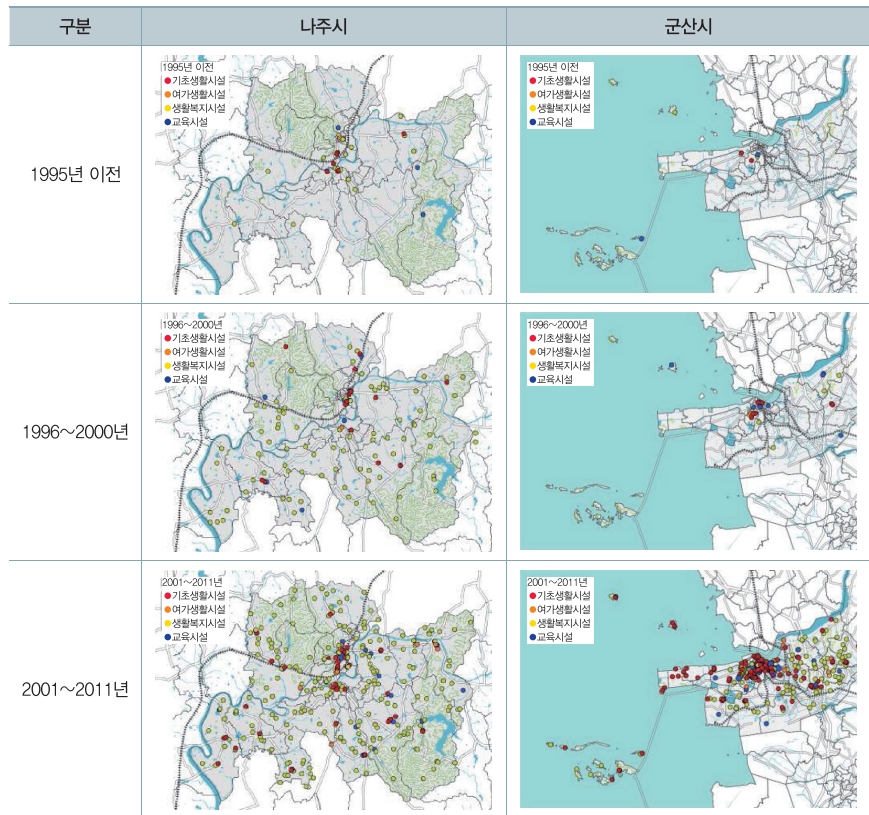 구분 나주시 군산시
1995년 이전
1995년 이전
기초생활시설
여가생활시설
생활복지시설
교육시설
1995년 이전
기초생활시설
여가생활시설
생활복지시설
교육시설
1996~2000년
1996~2000년
기초생활시설
여가생활시설
생활복지시설
교육시설
1996~2000년
기초생활시설
여가생활시설
생활복지시설
교육시설
2001~2011년
2001~2011년
기초생활시설
여가생활시설
생활복지시설
교육시설
2001~2011년
기초생활시설
여가생활시설
생활복지시설
교육시설